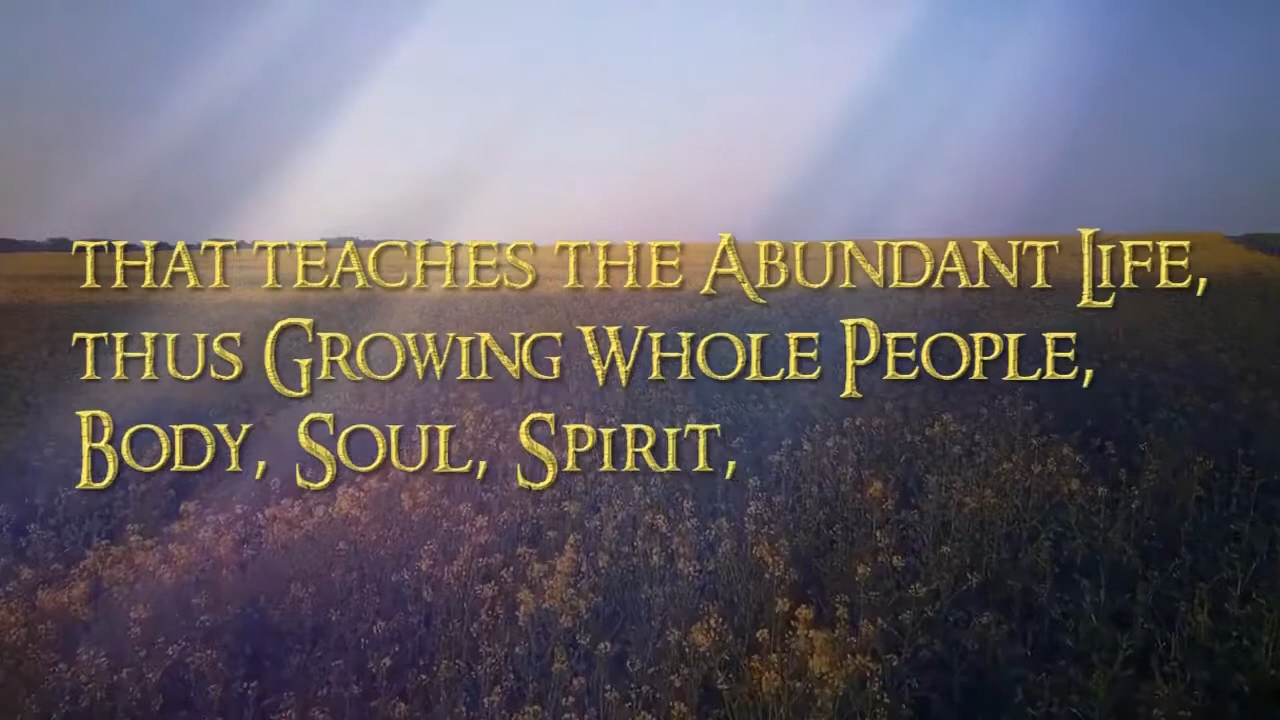 that teaches the Abundant Life,
thus Growing Whole People,
Body, Soul, Spirit,